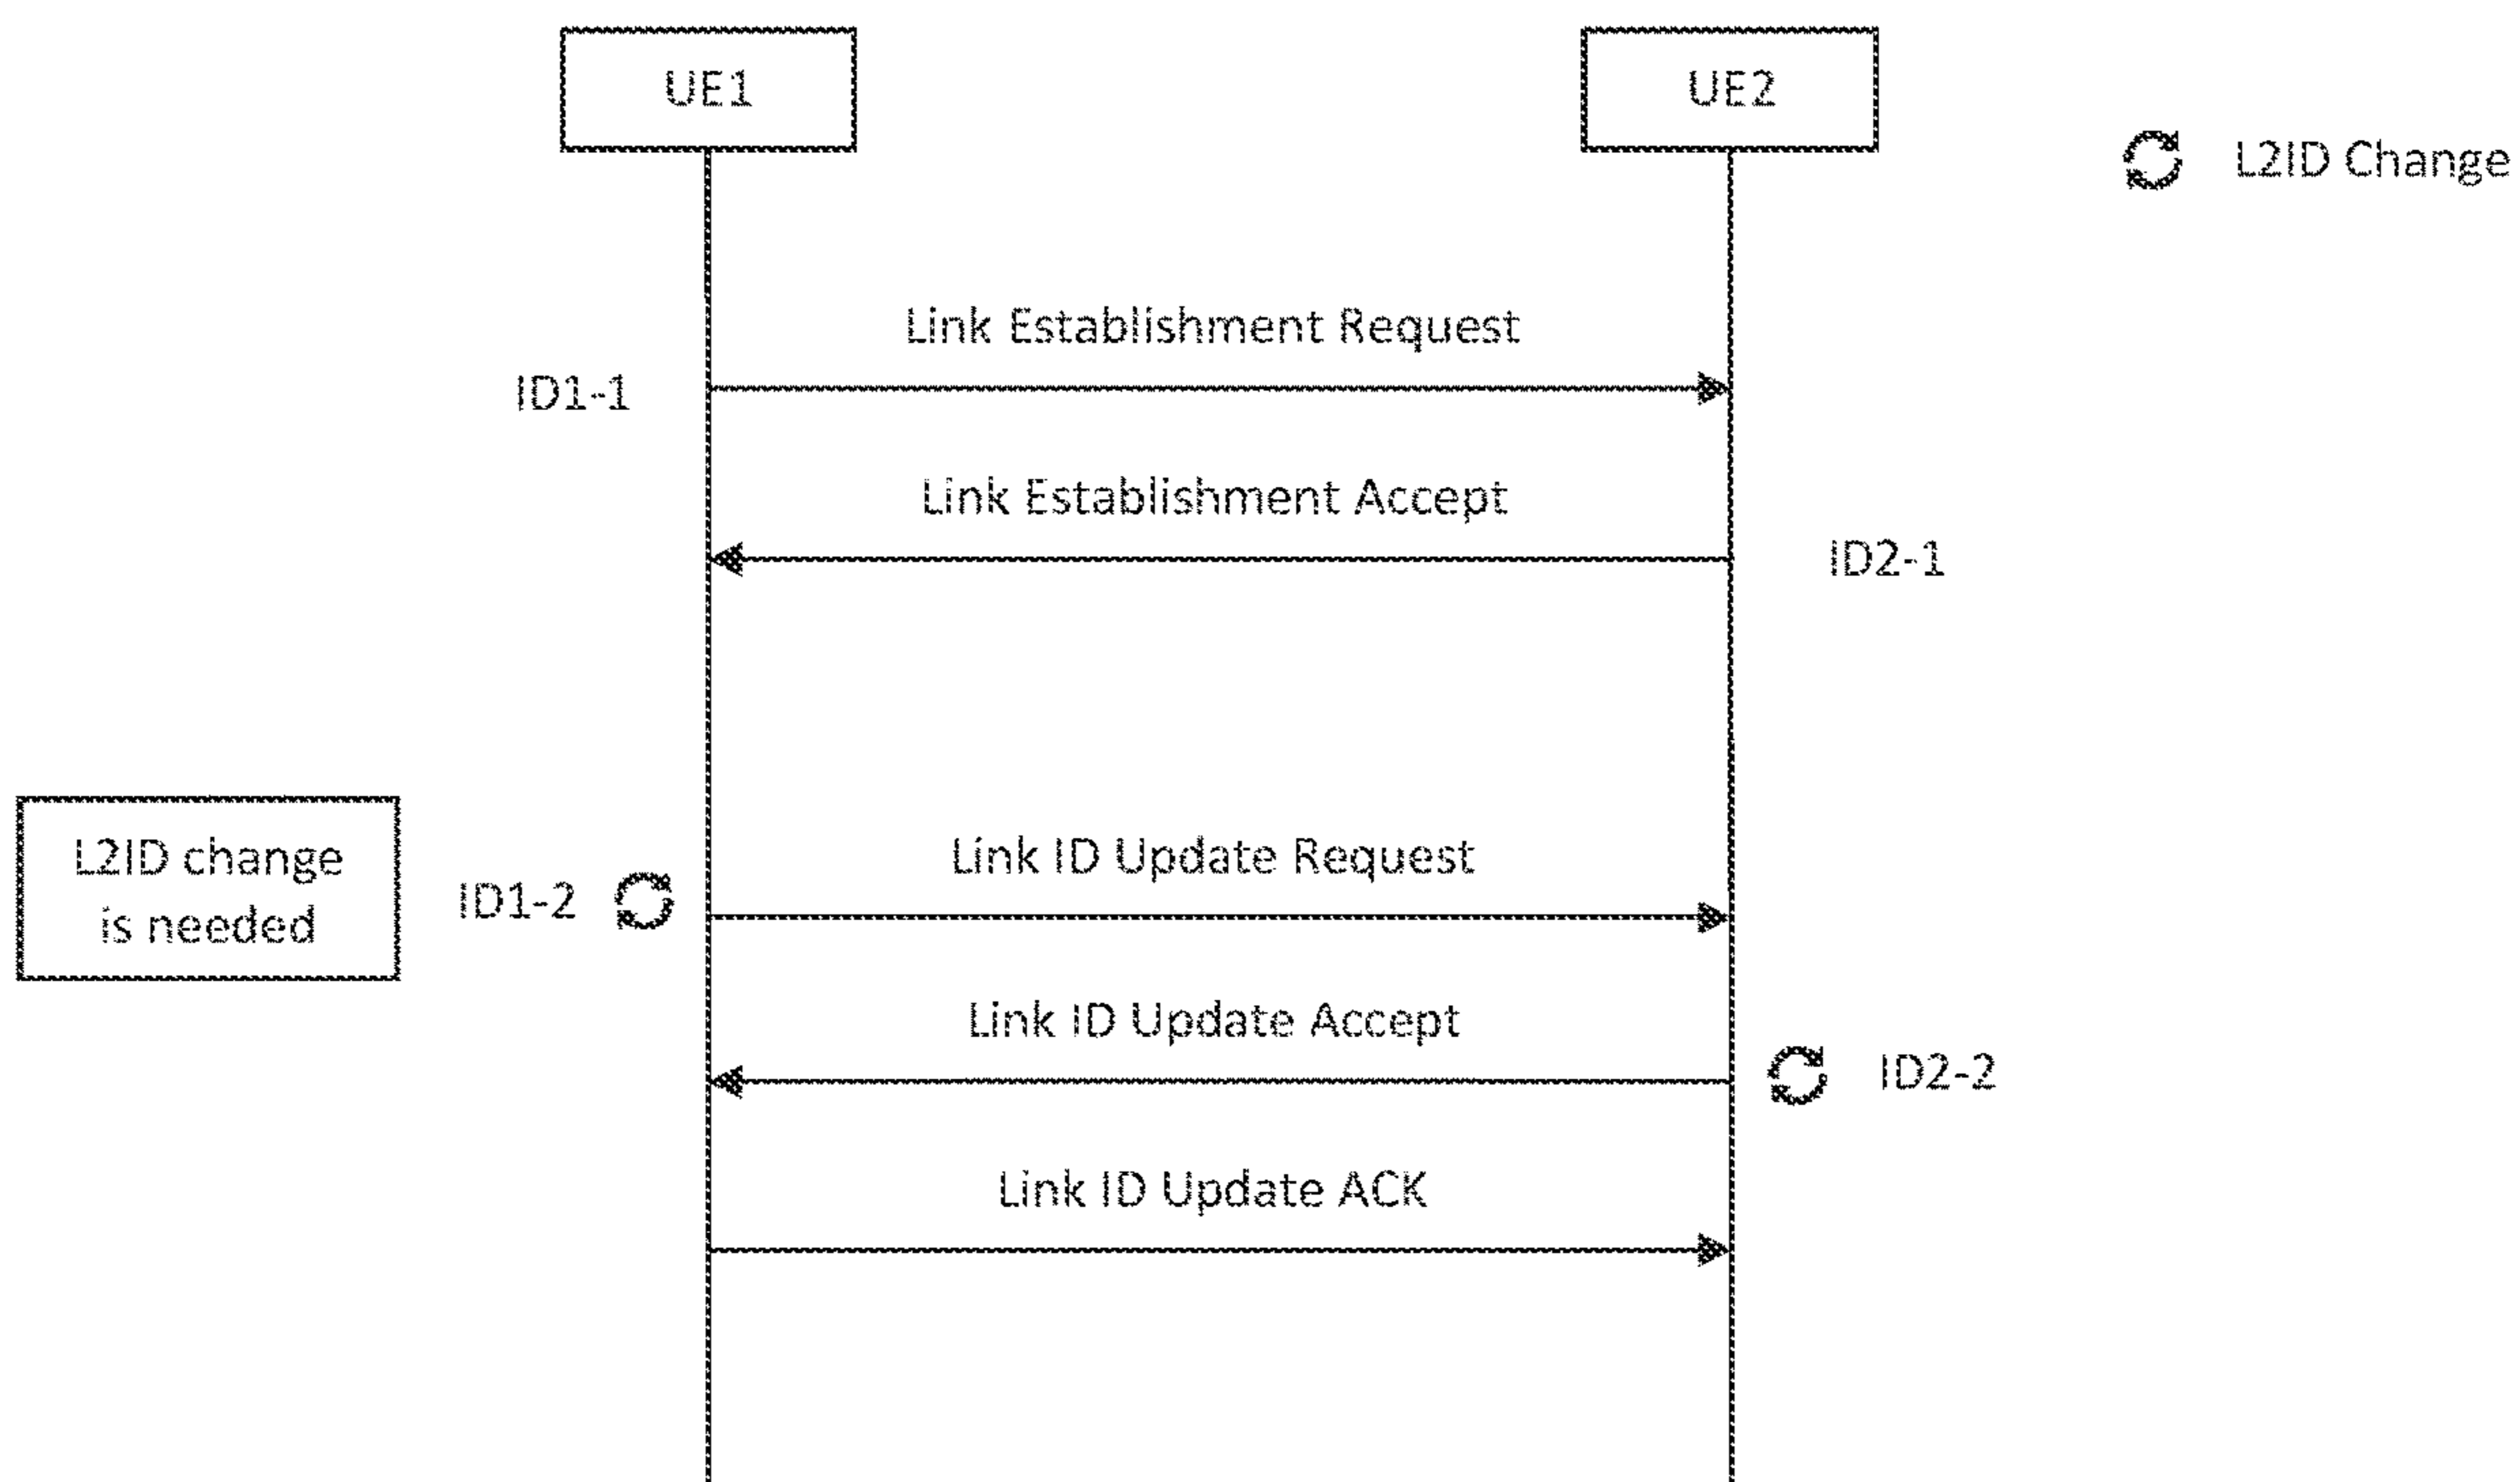 UE1
UE2
L2ID Change
Link Establishment Request
ID1-1
Link Establishment Accept
ID2-1
L2ID change
is needed
ID1-2
Link ID Update Request
Link ID Update Accept
ID2-2
Link ID Update ACK